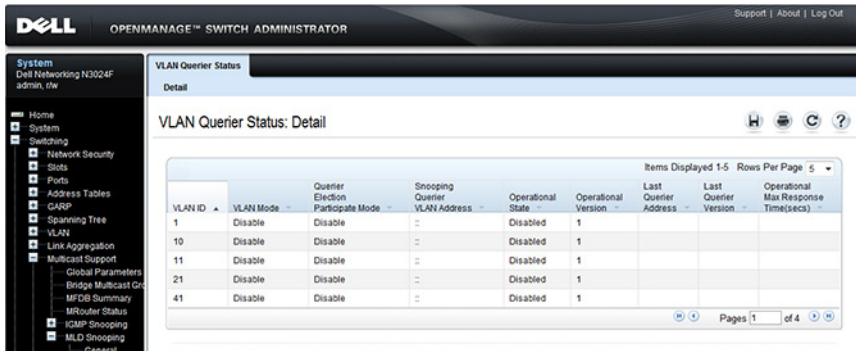 DELL OPENMANAGE™ SWITCH ADMINISTRATOR
Support | About | Log Out
System
Dell Networking N3024F
admin, r/w
Home
System
Switching
Network Security
Slots
Ports
Address Tables
GARP
Spanning Tree
VLAN
Link Aggregation
Multicast Support
Global Parameters
Bridge Multicast Gro
MFDB Summary
MRouter Status
IGMP Snooping
MLD Snooping
General
VLAN Querier Status
Detail
VLAN Querier Status: Detail
Items Displayed 1-5 Rows Per Page 5
VLAN ID VLAN Mode Querier Election Participate Mode Snooping Querier VLAN Address Operational State Operational Version Last Querier Address Last Querier Version Operational Max Response Time(secs)
1 Disable Disable :: Disabled 1
10 Disable Disable :: Disabled 1
11 Disable Disable :: Disabled 1
21 Disable Disable :: Disabled 1
41 Disable Disable :: Disabled 1
Pages 1 of 4